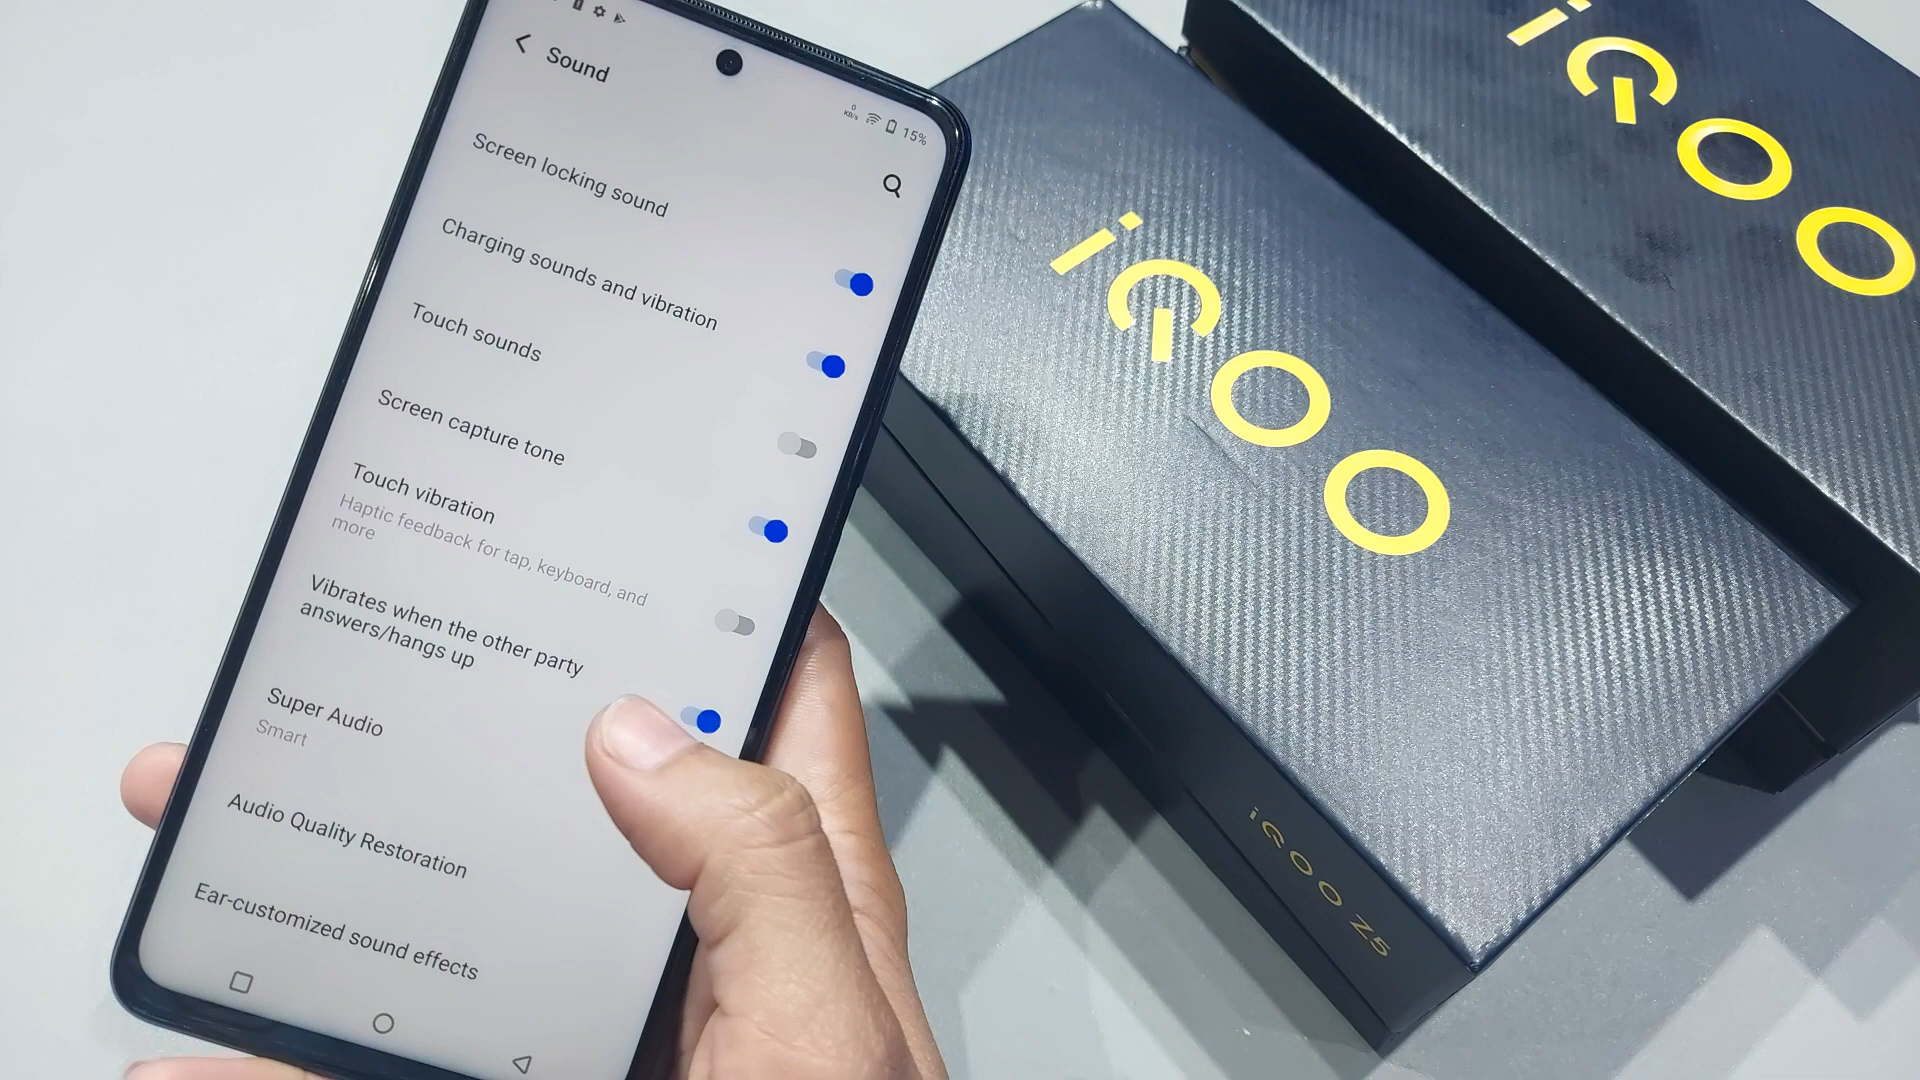 Sound
0
KB/s
15%
Screen locking sound
Charging sounds and vibration
Touch sounds
Screen capture tone
Touch vibration
Haptic feedback for tap, keyboard, and
more
Vibrates when the other party
answers/hangs up
Super Audio
Smart
Audio Quality Restoration
Ear-customized sound effects
iQOO
iQOO
iQOO Z5